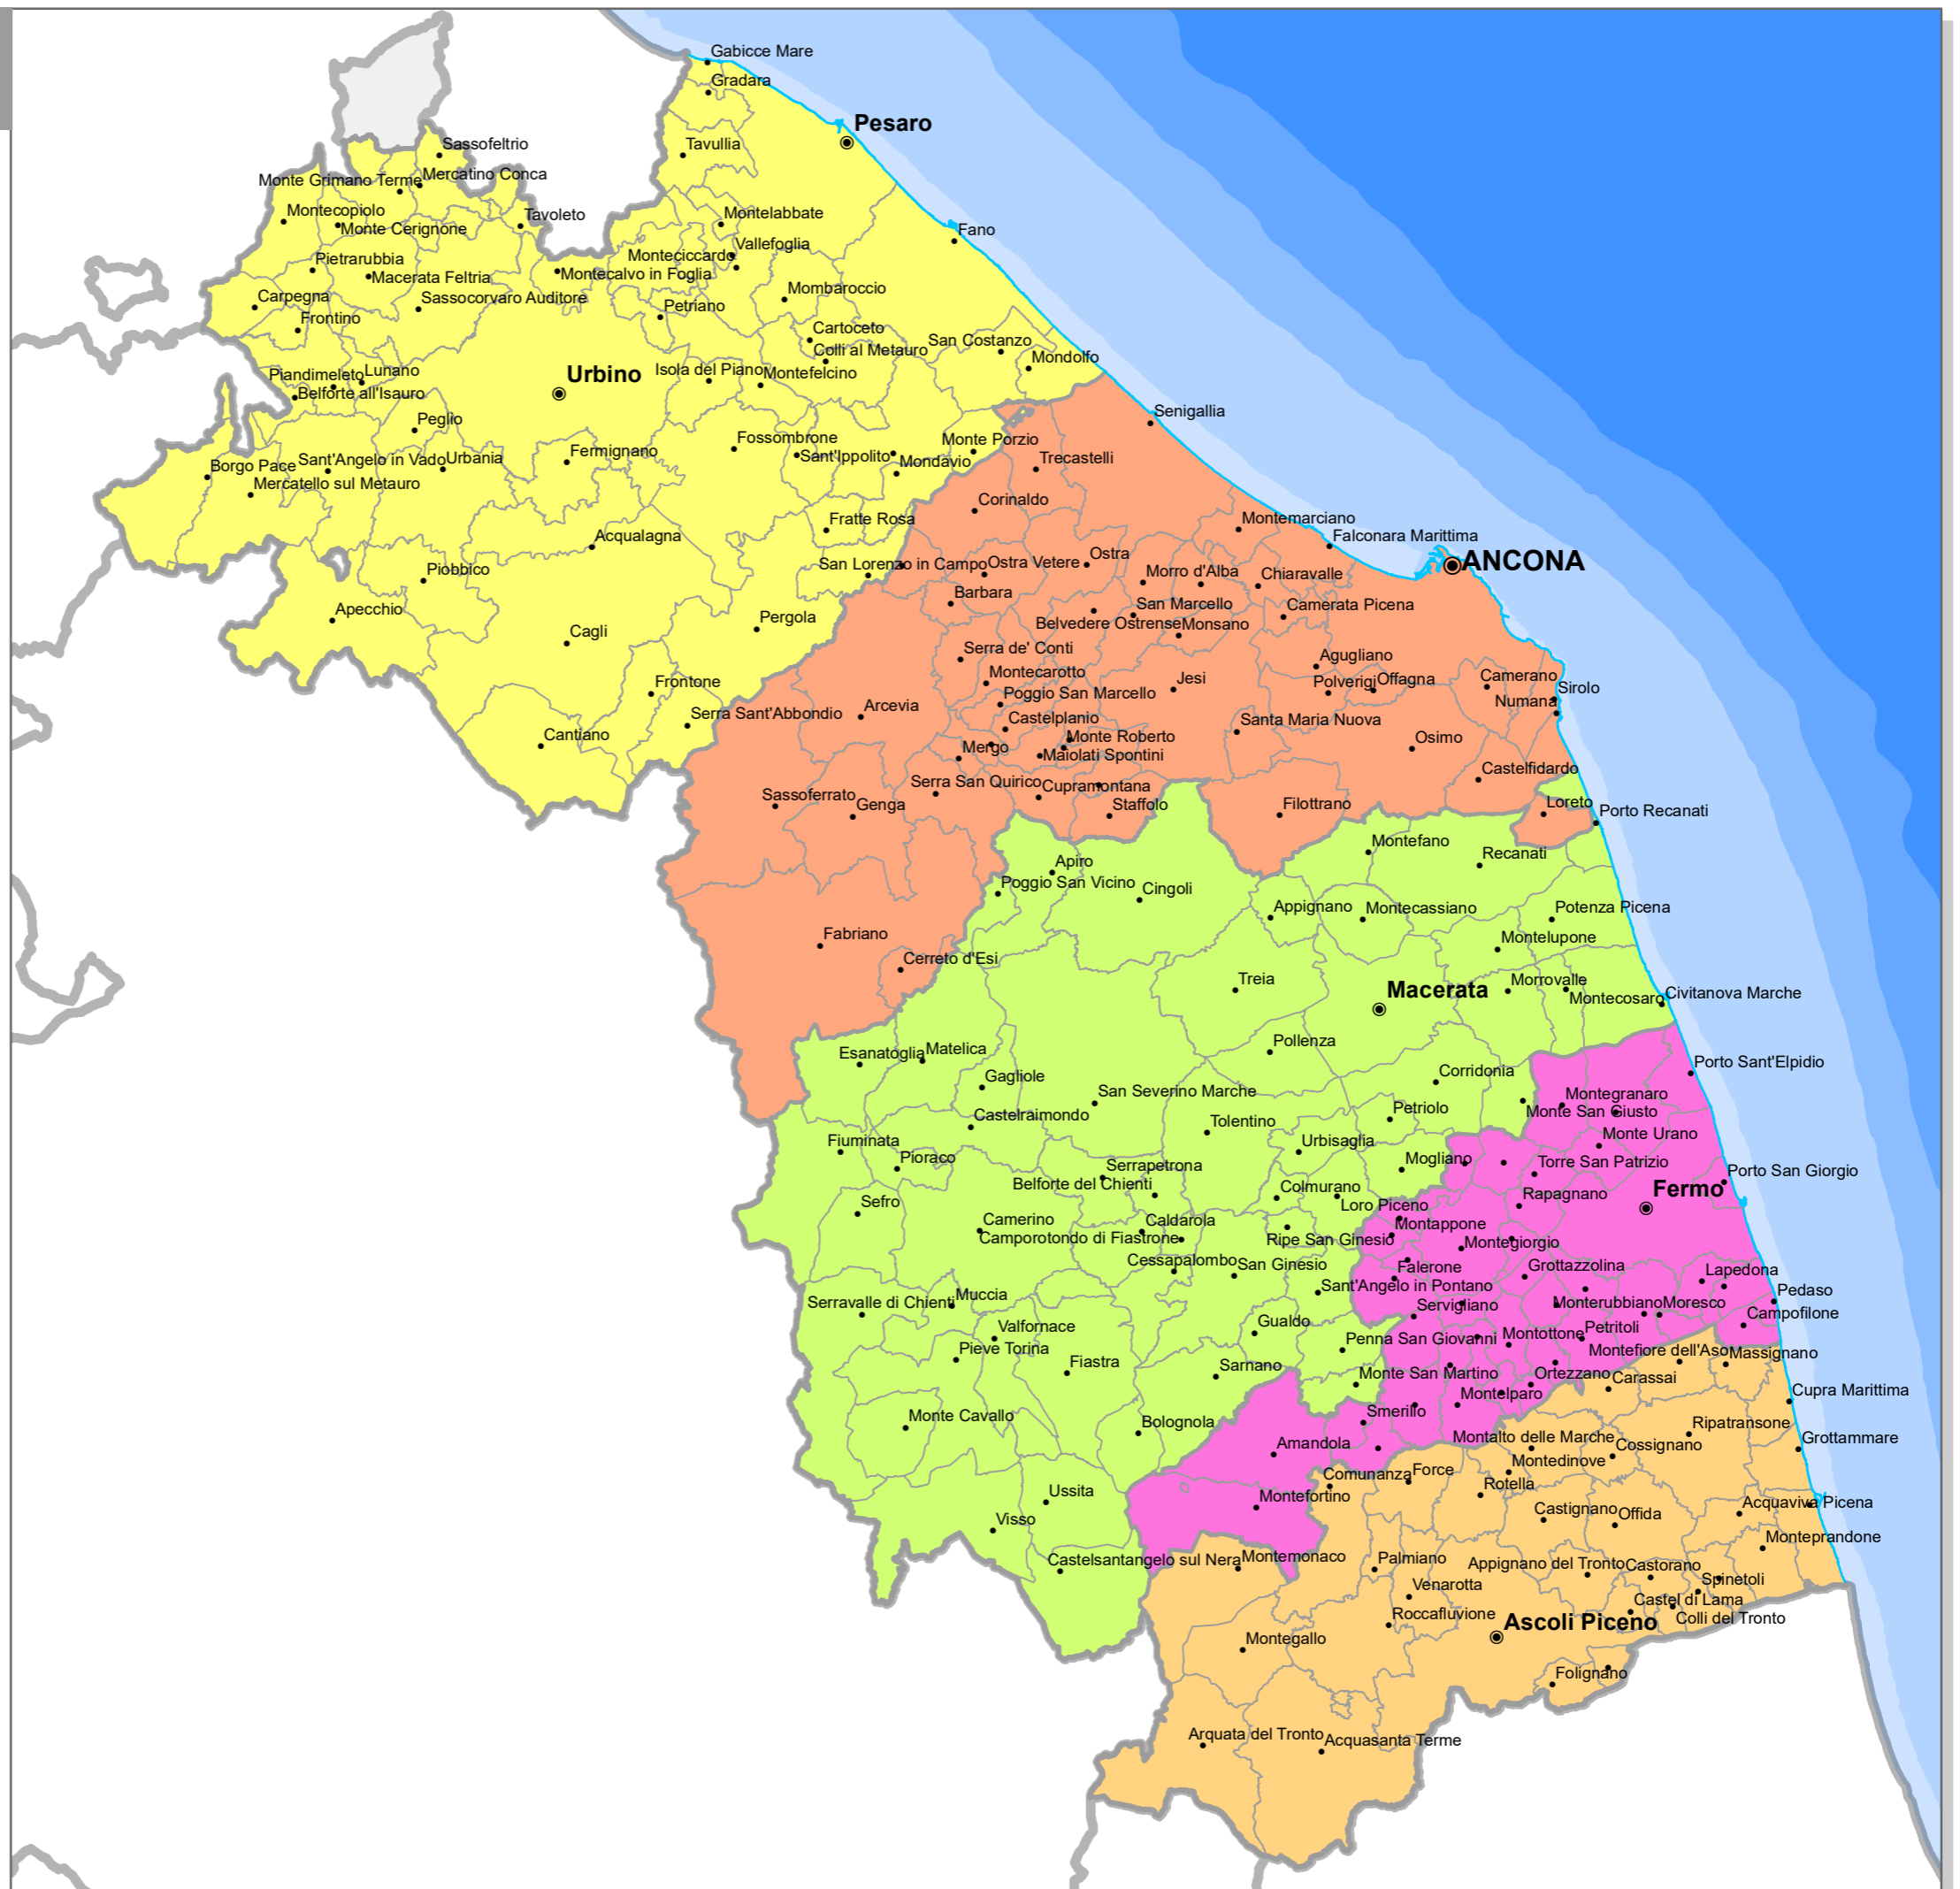 Gabicce Mare
Gradara
Pesaro
Sassofeltrio
Tavullia
Mercatino Conca
Monte Grimano Terme
Montecopiolo
Tavoleto
Montelabbate
Monte Cerignone
Fano
Vallefoglia
Monteciccardo
Pietrarubbia
Macerata Feltria
Montecalvo in Foglia
Mombaroccio
Carpegna
Sassocorvaro Auditore
Petriano
Frontino
Cartoceto
San Costanzo
Colli al Metauro
Mondolfo
Piandimeleto
Lunano
Urbino
Isola del Piano
Montefelcino
Belforte all'Isauro
Senigallia
Peglio
Fossombrone
Monte Porzio
Fermignano
Sant'Ippolito
Mondavio
Trecastelli
Borgo Pace
Sant'Angelo in Vado
Urbania
Mercatello sul Metauro
Corinaldo
Fratte Rosa
Montemarciano
Acqualagna
Falconara Marittima
ANCONA
Ostra
San Lorenzo in Campo
Ostra Vetere
Piobbico
Morro d'Alba
Chiaravalle
Barbara
Apecchio
San Marcello
Camerata Picena
Pergola
Belvedere Ostrense
Monsano
Cagli
Serra de' Conti
Agugliano
Montecarotto
Frontone
Jesi
Polverigi
Offagna
Camerano
Sirolo
Poggio San Marcello
Numana
Arcevia
Serra Sant'Abbondio
Castelplanio
Santa Maria Nuova
Cantiano
Monte Roberto
Osimo
Mergo
Maiolati Spontini
Castelfidardo
Serra San Quirico
Cupramontana
Sassoferrato
Genga
Staffolo
Filottrano
Loreto
Porto Recanati
Montefano
Recanati
Apiro
Poggio San Vicino
Cingoli
Appignano
Montecassiano
Potenza Picena
Fabriano
Montelupone
Cerreto d'Esi
Treia
Macerata
Morrovalle
Montecosaro
Civitanova Marche
Pollenza
Esanatoglia
Matelica
Porto Sant'Elpidio
Gagliole
Corridonia
San Severino Marche
Montegranaro
Castelraimondo
Tolentino
Petriolo
Monte San Giusto
Fiuminata
Urbisaglia
Monte Urano
Pioraco
Serrapetrona
Mogliano
Torre San Patrizio
Porto San Giorgio
Belforte del Chienti
Colmurano
Fermo
Sefro
Loro Piceno
Rapagnano
Camerino
Caldarola
Montappone
Camporotondo di Fiastrone
Ripe San Ginesio
Montegiorgio
Cessapalombo
San Ginesio
Falerone
Grottazzolina
Lapedona
Sant'Angelo in Pontano
Pedaso
Serravalle di Chienti
Muccia
Servigliano
Monterubbiano
Moresco
Campofilone
Valfornace
Gualdo
Penna San Giovanni
Montottone
Petritoli
Pieve Torina
Fiastra
Sarnano
Montefiore dell'Aso
Massignano
Monte San Martino
Ortezzano
Carassai
Montelparo
Cupra Marittima
Monte Cavallo
Bolognola
Smerillo
Ripatransone
Amandola
Montalto delle Marche
Cossignano
Grottammare
Montedinove
Comunanza
Force
Rotella
Ussita
Montefortino
Castignano
Offida
Acquaviva Picena
Visso
Monteprandone
Castelsantangelo sul Nera
Montemonaco
Palmiano
Appignano del Tronto
Castorano
Venarotta
Spinetoli
Castel di Lama
Roccafluvione
Ascoli Piceno
Colli del Tronto
Montegallo
Folignano
Arquata del Tronto
Acquasanta Terme